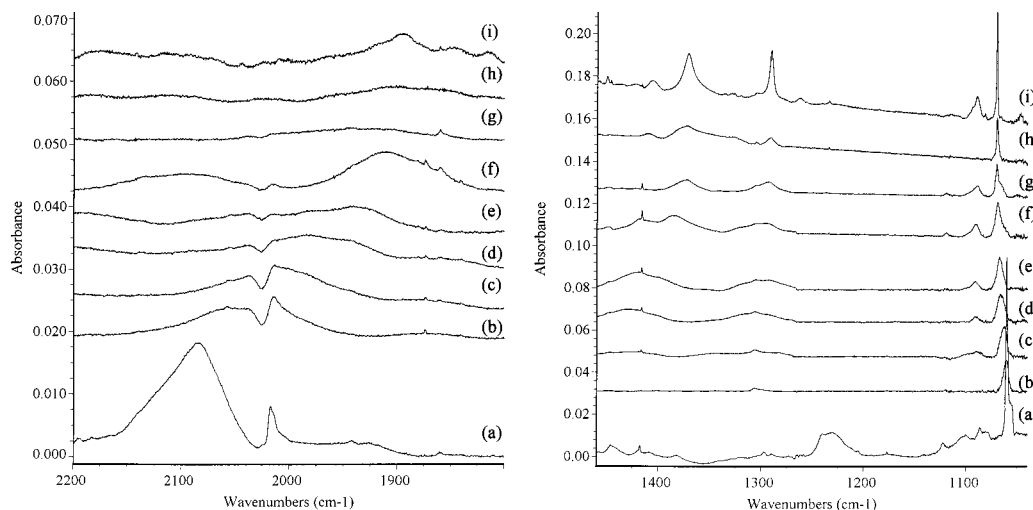 0.070
0.060
0.050
0.040
0.030
0.020
0.010
0.000
Absorbance
(i)
(h)
(g)
(f)
(e)
(d)
(c)
(b)
(a)
2200
2100
2000
1900
Wavenumbers (cm-1)
0.20
0.18
0.16
0.14
0.12
0.10
0.08
0.06
0.04
0.02
0.00
Absorbance
(i)
(h
(g
(f)
(e
(d
(c
(b
(a
1400
1300
1200
1100
Wavenumbers (cm-1)